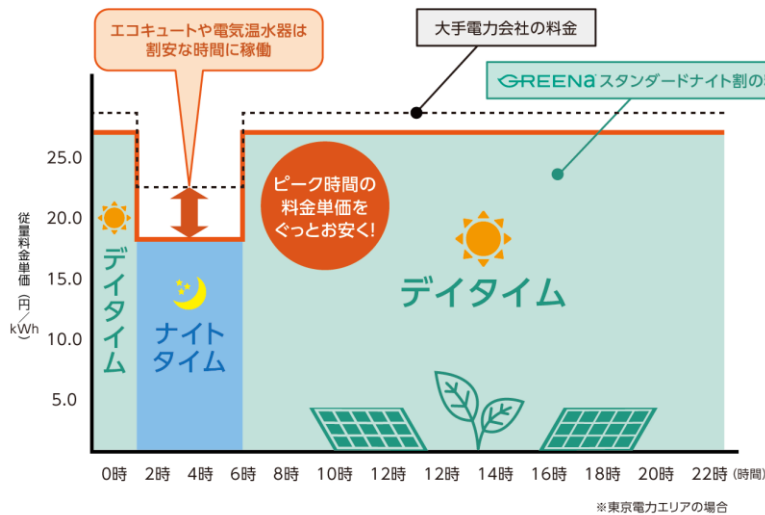 エコキュートや電気温水器は
割安な時間に稼働
大手電力会社の料金
GREENa スタンダードナイト割の
従量料金単価（円／kWh）
25.0
20.0
15.0
10.0
5.0
ピーク時間の
料金単価を
ぐっとお安く!
デイタイム
ナイト
タイム
デイタイム
0時 2時 4時 6時 8時 10時 12時 12時 14時 16時 18時 20時 22時 (時間)
※東京電力エリアの場合